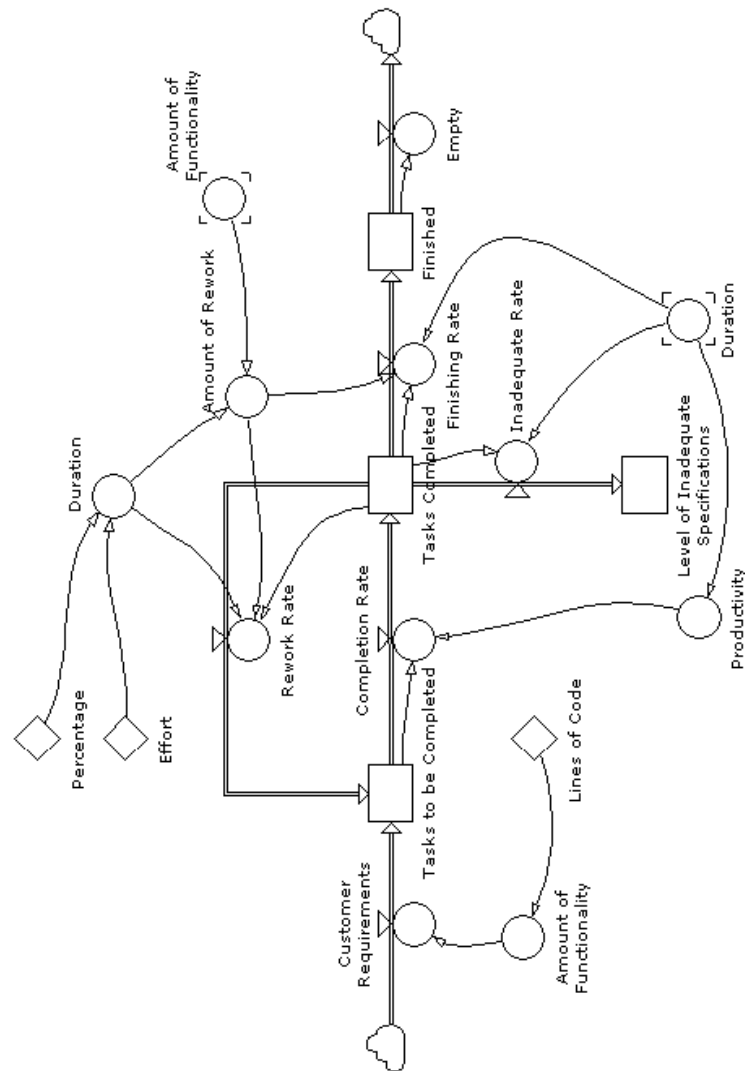 Percentage
Effort
Duration
Amount of
Functionality
Amount of Rework
Rework Rate
Customer
Requirements
Completion Rate
Tasks to be Completed
Tasks Completed
Finishing Rate
Finished
Empty
Inadequate Rate
Lines of Code
Amount of
Functionality
Level of Inadequate
Specifications
Productivity
Duration